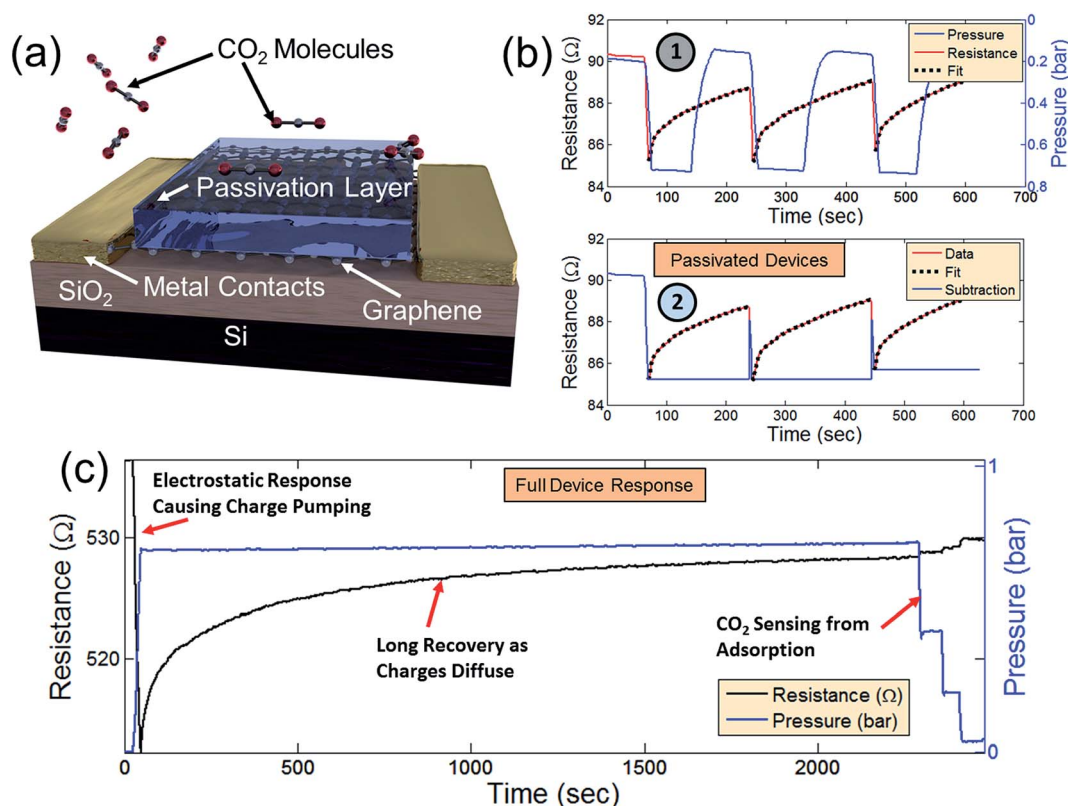 (a)
CO2 Molecules
Passivation Layer
SiO2
Metal Contacts
Graphene
Si
(b)
1
Resistance (Ω)
92
90
88
86
84
0
0.2
0.4
0.6
0.8
Pressure (bar)
Pressure
Resistance
Fit
0 100 200 300 400 500 600 700
Time (sec)
Passivated Devices
2
Resistance (Ω)
92
90
88
86
84
Data
Fit
Subtraction
0 100 200 300 400 500 600 700
Time (sec)
(c)
Electrostatic Response
Causing Charge Pumping
Full Device Response
Resistance (Ω)
530
520
1
0
Pressure (bar)
Long Recovery as
Charges Diffuse
CO2 Sensing from
Adsorption
Resistance (Ω)
Pressure (bar)
0 500 1000 1500 2000
Time (sec)